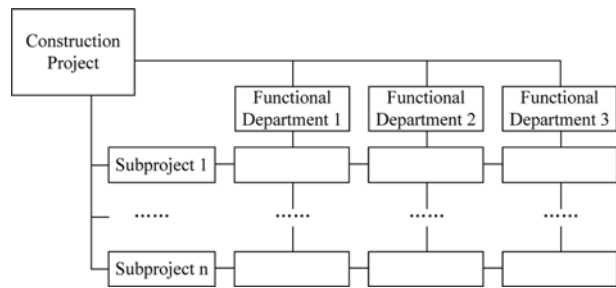 Construction
Project
Functional
Department 1
Functional
Department 2
Functional
Department 3
Subproject 1
......
......
......
......
Subproject n